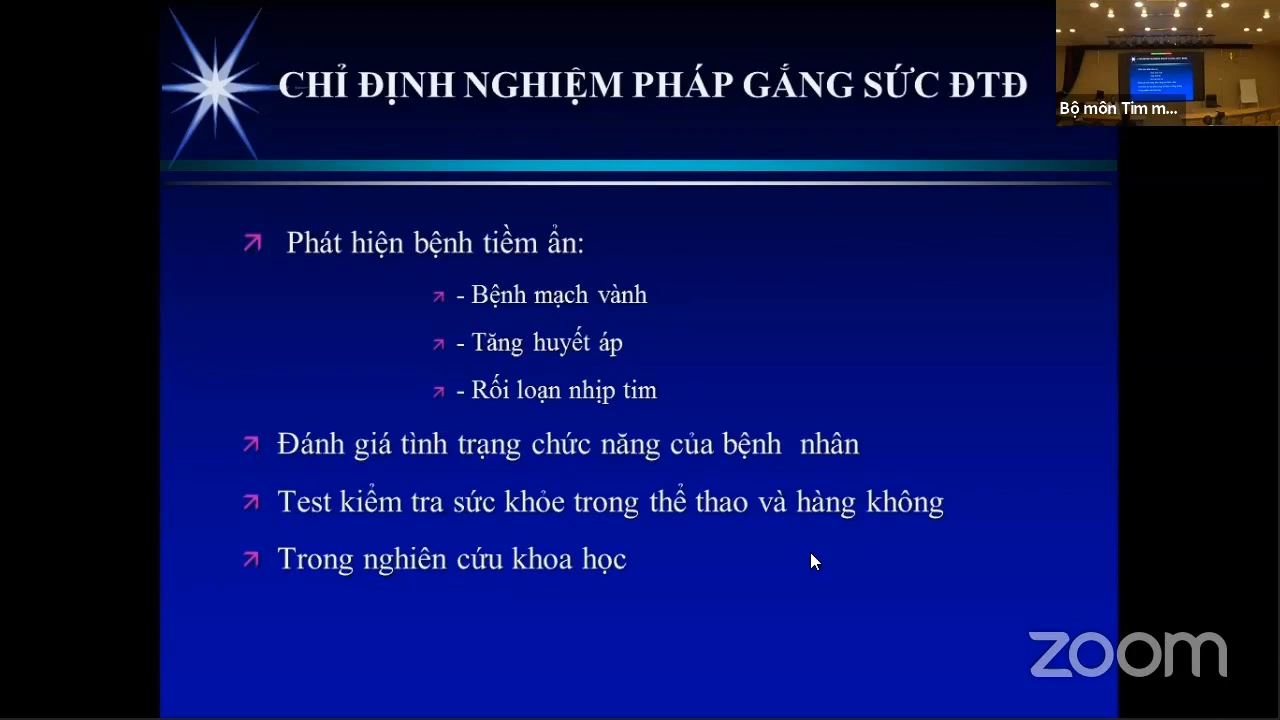 CHỈ ĐỊNH NGHIỆM PHÁP GẮNG SỨC ĐTĐ
Bộ môn Tim m...
Phát hiện bệnh tiềm ẩn:
- Bệnh mạch vành
- Tăng huyết áp
- Rối loạn nhịp tim
Đánh giá tình trạng chức năng của bệnh nhân
Test kiểm tra sức khỏe trong thể thao và hàng không
Trong nghiên cứu khoa học
zoom